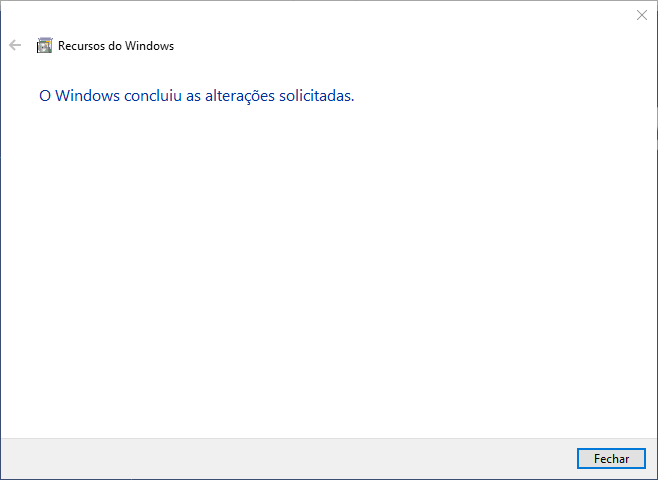 Recursos do Windows
O Windows concluiu as alterações solicitadas.
Fechar